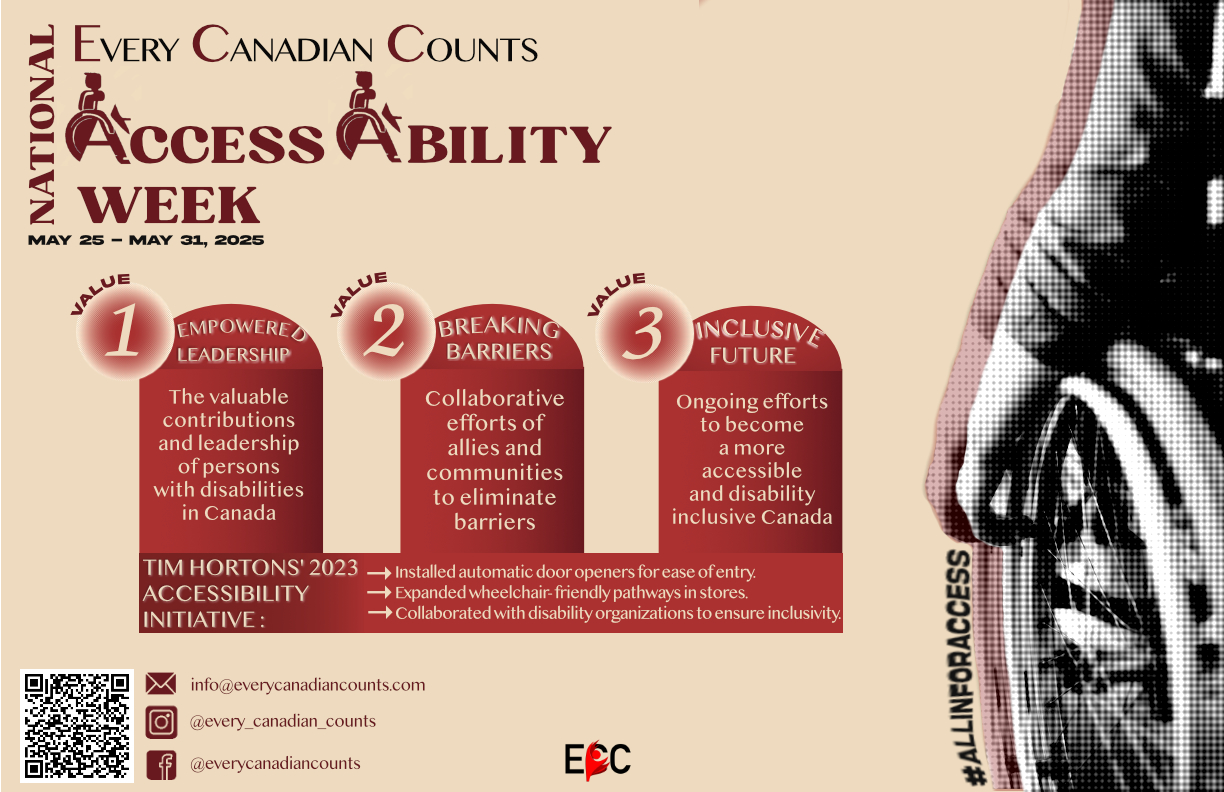 EVERY CANADIAN COUNTS
NATIONAL
ACCESS ABILITY
WEEK
MAY 25 – MAY 31, 2025
VALUE
1
EMPOWERED
LEADERSHIP
The valuable
contributions
and leadership
of persons
with disabilities
in Canada
VALUE
2
BREAKING
BARRIERS
Collaborative
efforts of
allies and
communities
to eliminate
barriers
VALUE
3
INCLUSIVE
FUTURE
Ongoing efforts
to become
a more
accessible
and disability
inclusive Canada
TIM HORTONS' 2023
ACCESSIBILITY
INITIATIVE :
Installed automatic door openers for ease of entry.
Expanded wheelchair- friendly pathways in stores.
Collaborated with disability organizations to ensure inclusivity.
info@everycanadiancounts.com
@every_canadian_counts
@everycanadiancounts
ECC
#ALLINFORACCESS